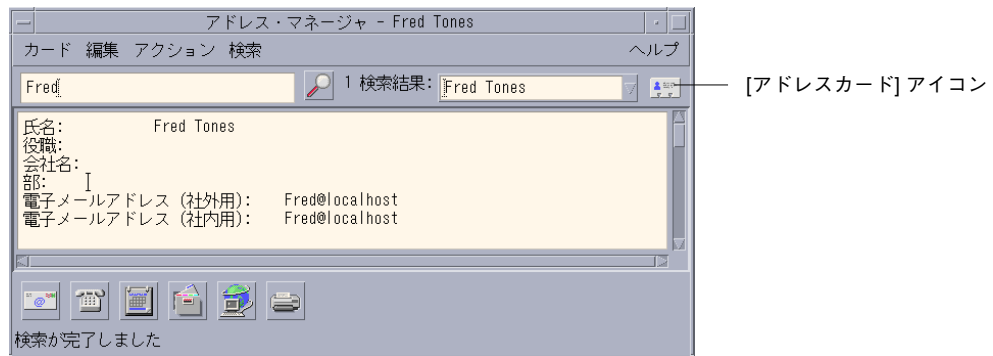 アドレス・マネージャ - Fred Tones
カード 編集 アクション 検索 ヘルプ
Fred 1 検索結果: Fred Tones [アドレスカード] アイコン
氏名: Fred Tones
役職:
会社名:
部:
電子メールアドレス (社外用): Fred@localhost
電子メールアドレス (社内用): Fred@localhost
検索が完了しました